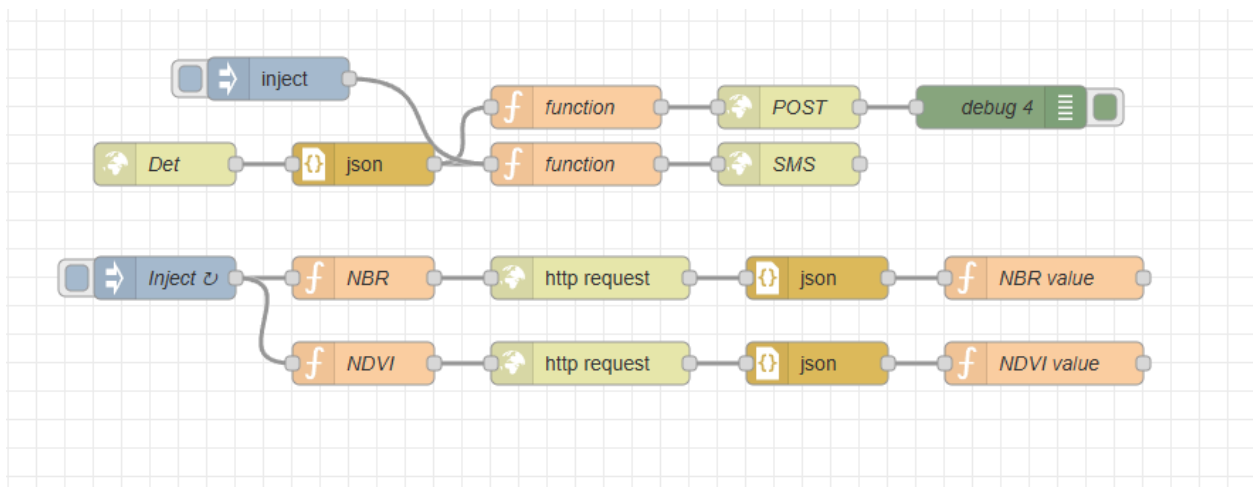 inject
function
POST
debug 4
Det
json
function
SMS
Inject ↻
NBR
http request
json
NBR value
NDVI
http request
json
NDVI value